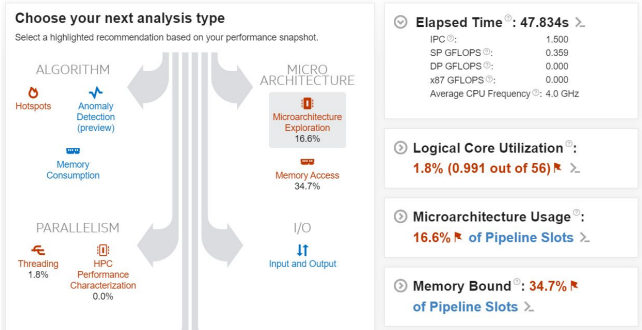 Choose your next analysis type
Select a highlighted recommendation based on your performance snapshot.
ALGORITHM
Hotspots
Anomaly
Detection
(preview)
Memory
Consumption
MICRO
ARCHITECTURE
Microarchitecture
Exploration
16.6%
Memory Access
34.7%
PARALLELISM
Threading
1.8%
HPC
Performance
Characterization
0.0%
I/O
Input and Output
Elapsed Time: 47.834s
IPC: 1.500
SP GFLOPS: 0.359
DP GFLOPS: 0.000
x87 GFLOPS: 0.000
Average CPU Frequency: 4.0 GHz
Logical Core Utilization:
1.8% (0.991 out of 56)
Microarchitecture Usage:
16.6% of Pipeline Slots
Memory Bound: 34.7%
of Pipeline Slots